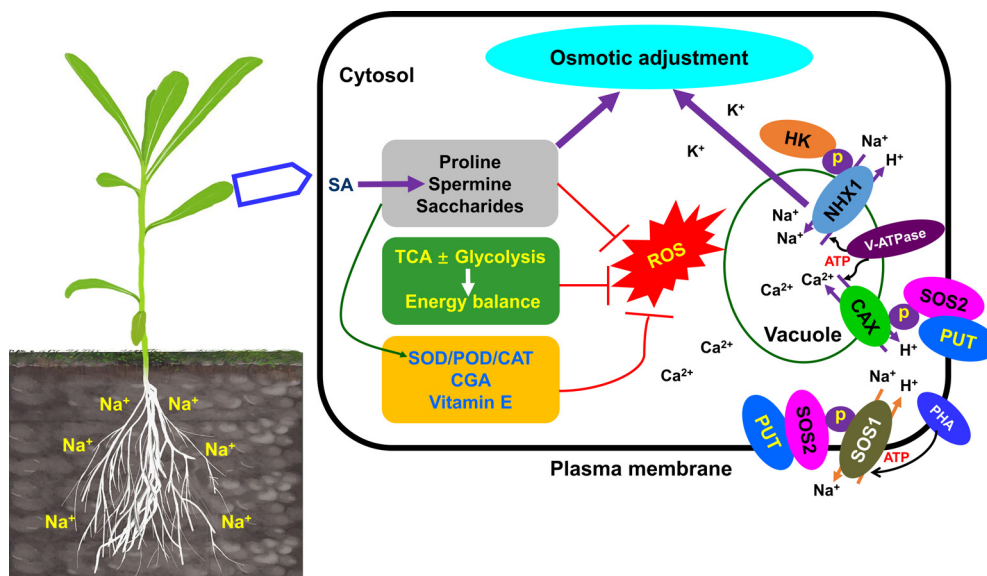 Cytosol
Osmotic adjustment
SA
Proline
Spermine
Saccharides
TCA ± Glycolysis
Energy balance
SOD/POD/CAT
CGA
Vitamin E
ROS
K⁺
K⁺
HK
p
Na⁺
H⁺
NHX1
Na⁺
Na⁺
V-ATPase
ATP
Ca²⁺
Ca²⁺
CAX
p
SOS2
PUT
H⁺
Vacuole
Ca²⁺
Ca²⁺
Na⁺
H⁺
PUT
SOS2
p
SOS1
PHA
ATP
Na⁺
Plasma membrane
Na⁺
Na⁺
Na⁺
Na⁺
Na⁺
Na⁺